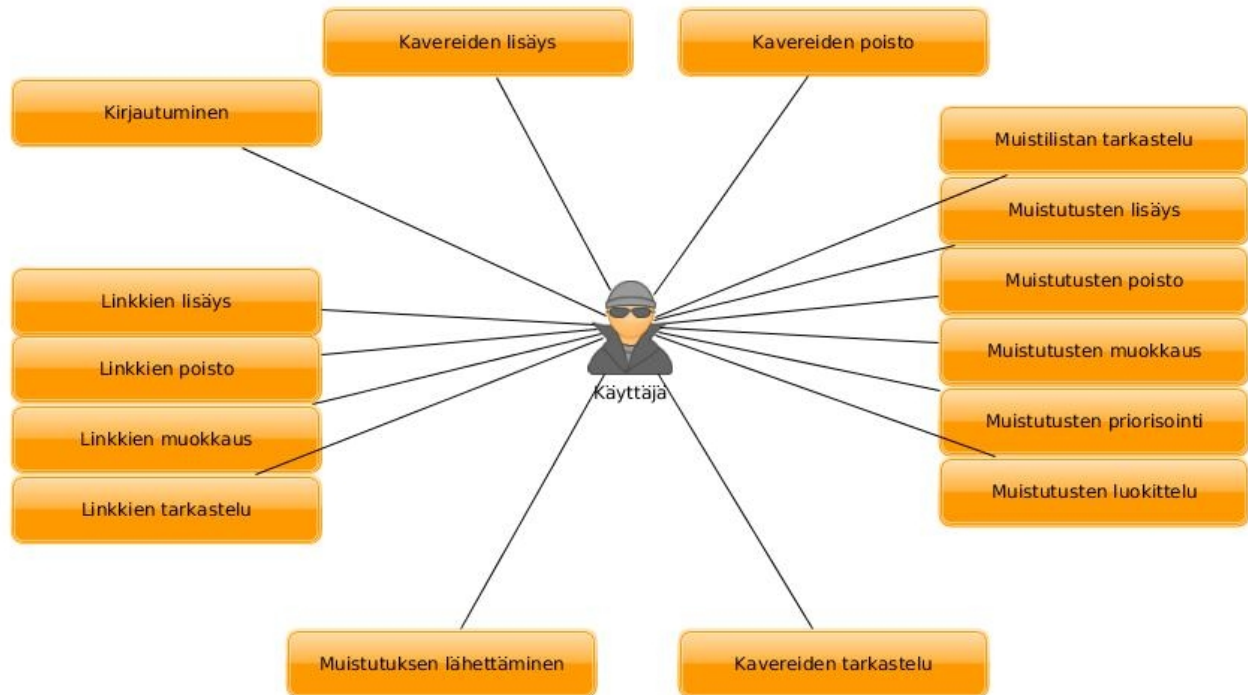 Kavereiden lisäys
Kavereiden poisto
Kirjautuminen
Muistilistan tarkastelu
Muistutusten lisäys
Muistutusten poisto
Muistutusten muokkaus
Muistutusten priorisointi
Muistutusten luokittelu
Linkkien lisäys
Linkkien poisto
Linkkien muokkaus
Linkkien tarkastelu
Käyttäjä
Muistutuksen lähettäminen
Kavereiden tarkastelu